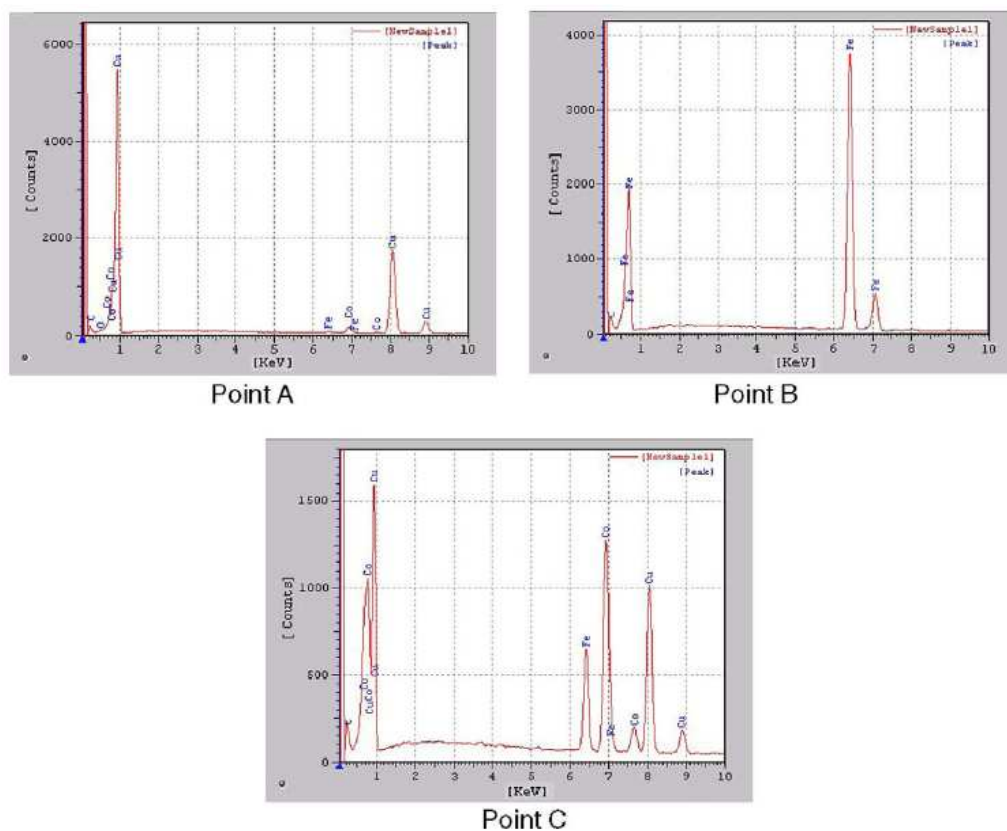 [NewSample1]
[Peak]
6000
4000
2000
0
[ Counts]
Cu
Cu
Co
Cu
Co
Co
C
O
Fe
Co
Fe
Co
Cu
Cu
1 2 3 4 5 6 7 8 9 10
[KeV]
Point A
[NewSample1]
[Peak]
4000
3000
2000
1000
0
[ Counts]
Fe
Fe
Fe
Fe
C
Fe
1 2 3 4 5 6 7 8 9 10
[KeV]
Point B
[NewSample1]
[Peak]
1500
1000
500
0
[ Counts]
Cu
Co
Cu
Co
Cu
Co
C
Fe
Co
Fe
Co
Cu
Cu
1 2 3 4 5 6 7 8 9 10
[KeV]
Point C